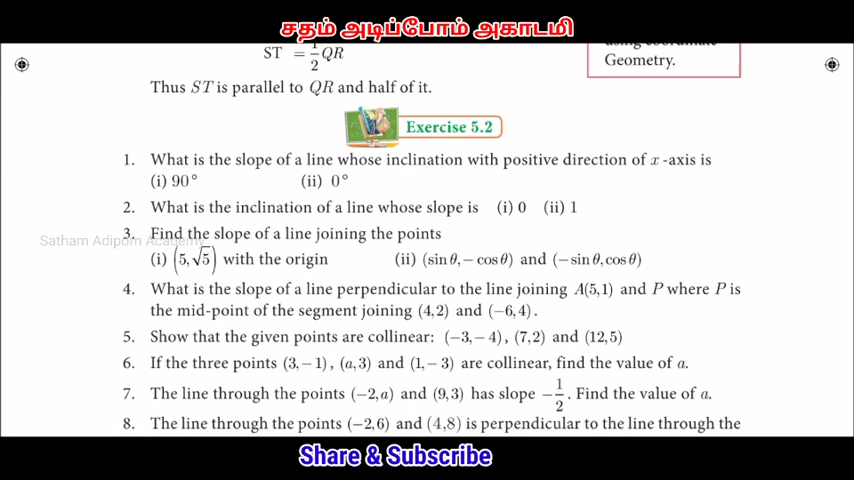 சதம் அடிப்போம் அகாடமி
ST = 1/2 QR
using coordinate
Geometry.
Thus ST is parallel to QR and half of it.
Exercise 5.2
1. What is the slope of a line whose inclination with positive direction of x -axis is
(i) 90° (ii) 0°
2. What is the inclination of a line whose slope is (i) 0 (ii) 1
Satham Adipom Academy
3. Find the slope of a line joining the points
(i) (5,√5) with the origin (ii) (sin θ, − cos θ) and (−sin θ, cos θ)
4. What is the slope of a line perpendicular to the line joining A(5,1) and P where P is
the mid-point of the segment joining (4,2) and (−6,4).
5. Show that the given points are collinear: (−3,−4), (7,2) and (12,5)
6. If the three points (3,−1), (a,3) and (1,−3) are collinear, find the value of a.
7. The line through the points (−2,a) and (9,3) has slope −1/2. Find the value of a.
8. The line through the points (−2,6) and (4,8) is perpendicular to the line through the
Share & Subscribe